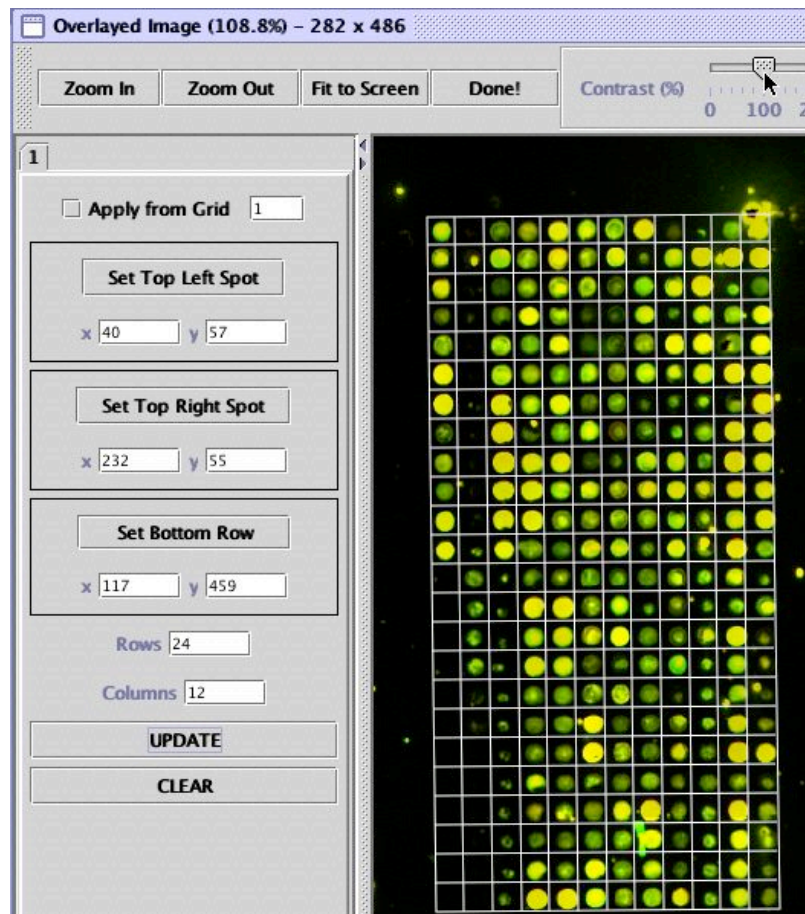 Overlayed Image (108.8%) – 282 x 486
Zoom In Zoom Out Fit to Screen Done! Contrast (%)
0 100
1
Apply from Grid 1
Set Top Left Spot
x 40 y 57
Set Top Right Spot
x 232 y 55
Set Bottom Row
x 117 y 459
Rows 24
Columns 12
UPDATE
CLEAR